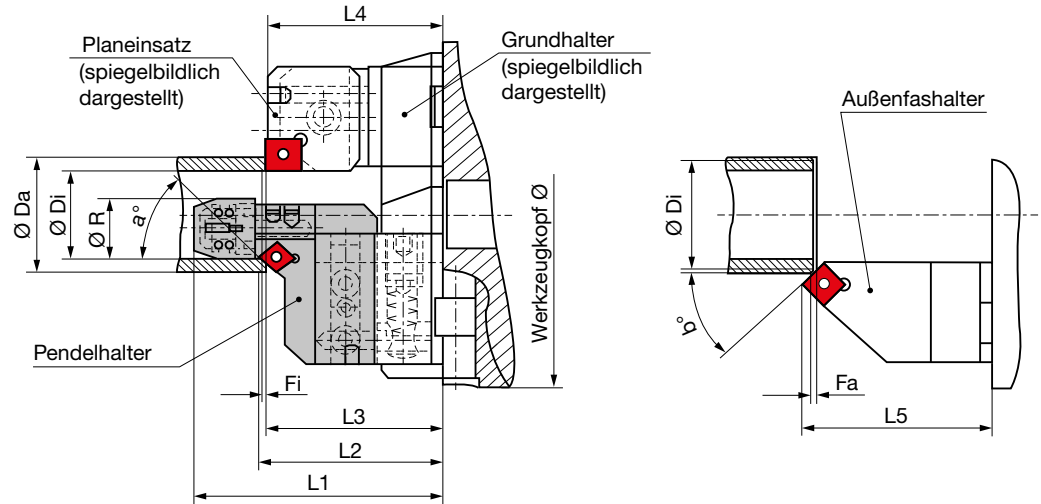 L4
Planeinsatz
(spiegelbildlich
dargestellt)
Grundhalter
(spiegelbildlich
dargestellt)
Außenfashalter
Ø Da
Ø Di
Ø R
a°
Werkzeugkopf Ø
Pendelhalter
Fi
L3
L2
L1
Ø Di
b°
Fa
L5